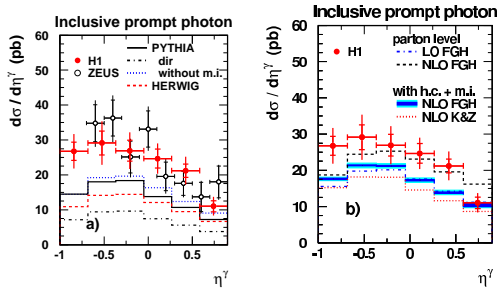 Inclusive prompt photon
dσ / dη^γ (pb)
H1
ZEUS
PYTHIA
dir
without m.i.
HERWIG
60
50
40
30
20
10
0
a)
-1 -0.5 0 0.5
η^γ
Inclusive prompt photon
dσ / dη^γ (pb)
H1
parton level
LO FGH
NLO FGH
with h.c. + m.i.
NLO FGH
NLO K&Z
60
50
40
30
20
10
0
b)
-1 -0.5 0 0.5
η^γ